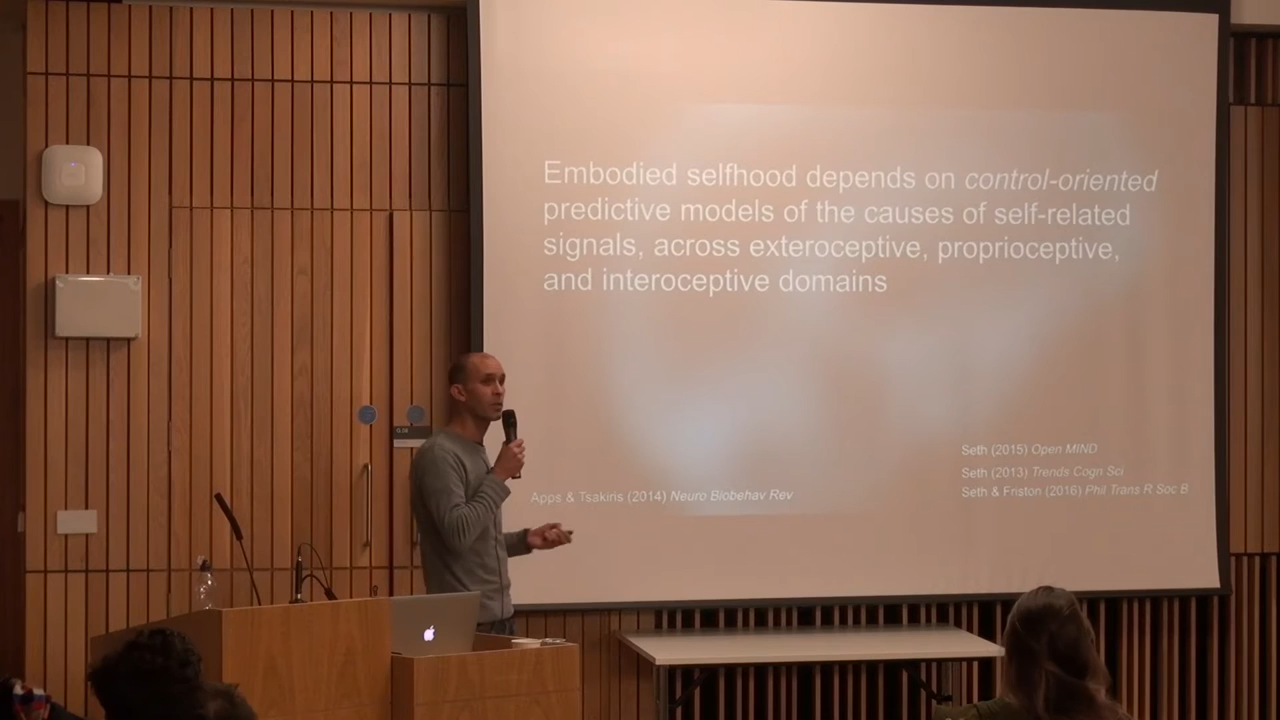 Embodied selfhood depends on control-oriented
predictive models of the causes of self-related
signals, across exteroceptive, proprioceptive,
and interoceptive domains
Seth (2015) Open MIND
Seth (2013) Trends Cogn Sci
Seth & Friston (2016) Phil Trans R Soc B
Apps & Tsakiris (2014) Neuro Biobehav Rev